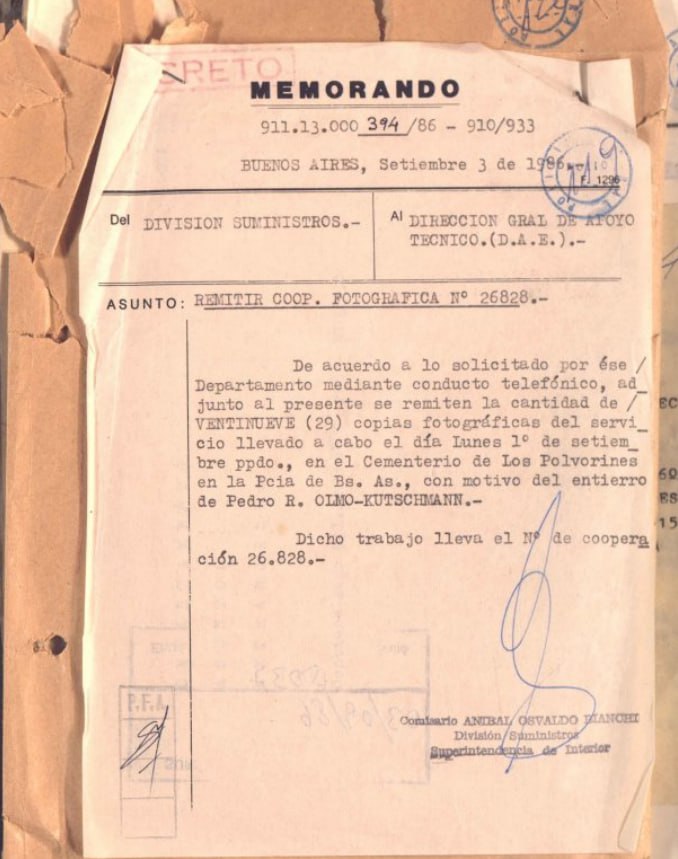 SECRETO
MEMORANDO
911.13.000 394 /86 - 910/933
BUENOS AIRES, Setiembre 3 de 1986.-
F. 1296
Del DIVISION SUMINISTROS.-
Al DIRECCION GRAL DE APOYO
TECNICO.(D.A.E.).-
ASUNTO: REMITIR COOP. FOTOGRAFICA Nº 26828.-
De acuerdo a lo solicitado por ése /
Departamento mediante conducto telefónico, ad_
junto al presente se remiten la cantidad de /
VENTINUEVE (29) copias fotográficas del servi_
cio llevado a cabo el día Lunes 1º de setiem_
bre ppdo., en el Cementerio de Los Polvorines
en la Pcia de Bs. As., con motivo del entierro
de Pedro R. OLMO-KUTSCHMANN.-
Dicho trabajo lleva el Nº de coopera
ción 26.828.-
P.F.A.
Comisario ANIBAL OSVALDO BIANCHI
División Suministros
Superintendencia de Interior